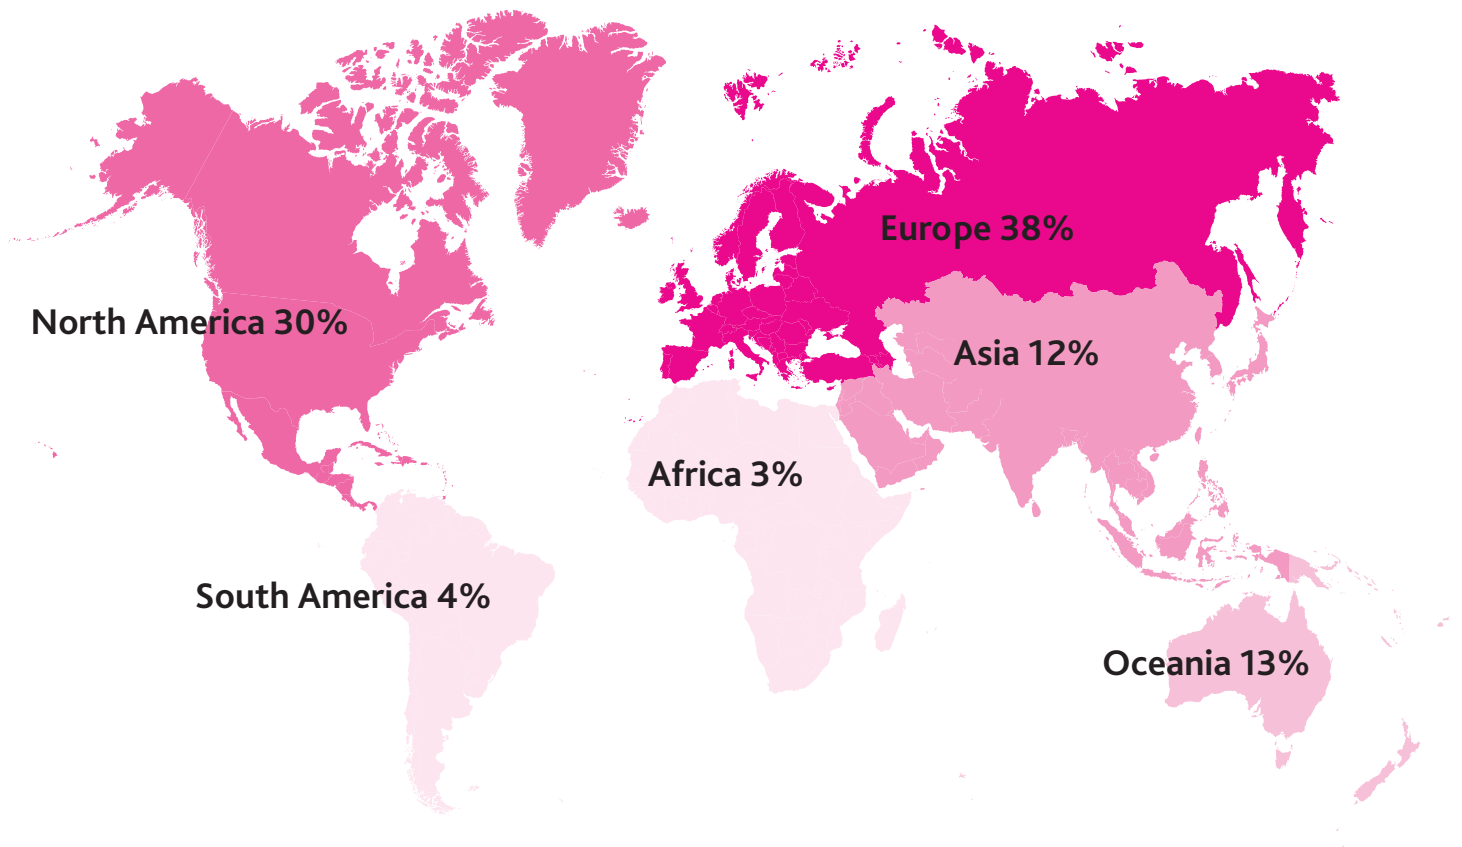 Europe 38%
North America 30%
Asia 12%
Africa 3%
South America 4%
Oceania 13%